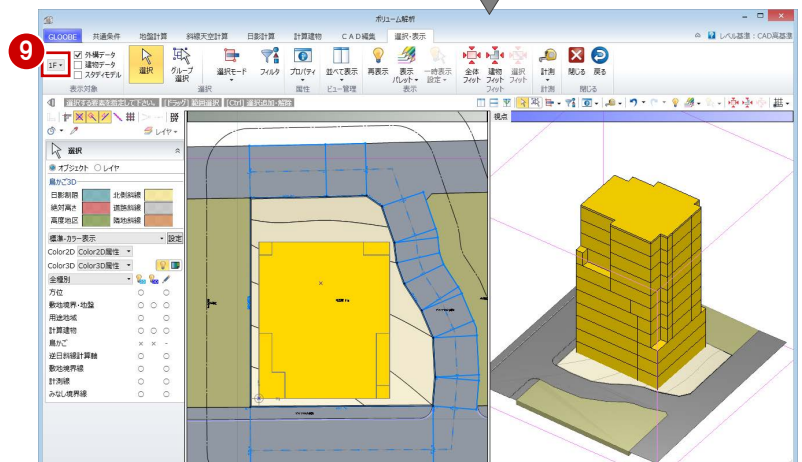 ボリューム解析
GLOOBE 共通条件 地盤計算 斜線天空計算 日影計算 計算建物 CAD編集 選択・表示 レベル基準:CAD高基準
9
1F
外構データ
建物データ
スタディモデル
表示対象
選択 グループ選択 選択モード フィルタ
選択
プロパティ
属性
並べて表示
ビュー管理
再表示 表示パレット 一時表示設定
表示
全体フィット 建物フィット 選択フィット
フィット
計測
計測
閉じる 戻る
閉じる
選択する要素を指定して下さい。 [ドラッグ]範囲選択 [Ctrl]選択追加・解除
レイヤ
選択
オブジェクト レイヤ
鳥かご3D
日影制限 北側斜線
絶対高さ 道路斜線
高度地区 隣地斜線
標準-カラー表示 設定
Color2D Color2D属性
Color3D Color3D属性
全種別
方位 ○ ○
敷地境界・地盤 ○ ○ ○
用途地域 ○ ○
計算建物 ○ ○ ○
鳥かご × × -
逆日斜線計算軸 ○ ○
敷地境界線 ○ ○
計測線 ○ ○
みなし境界線 ○ ○
視点